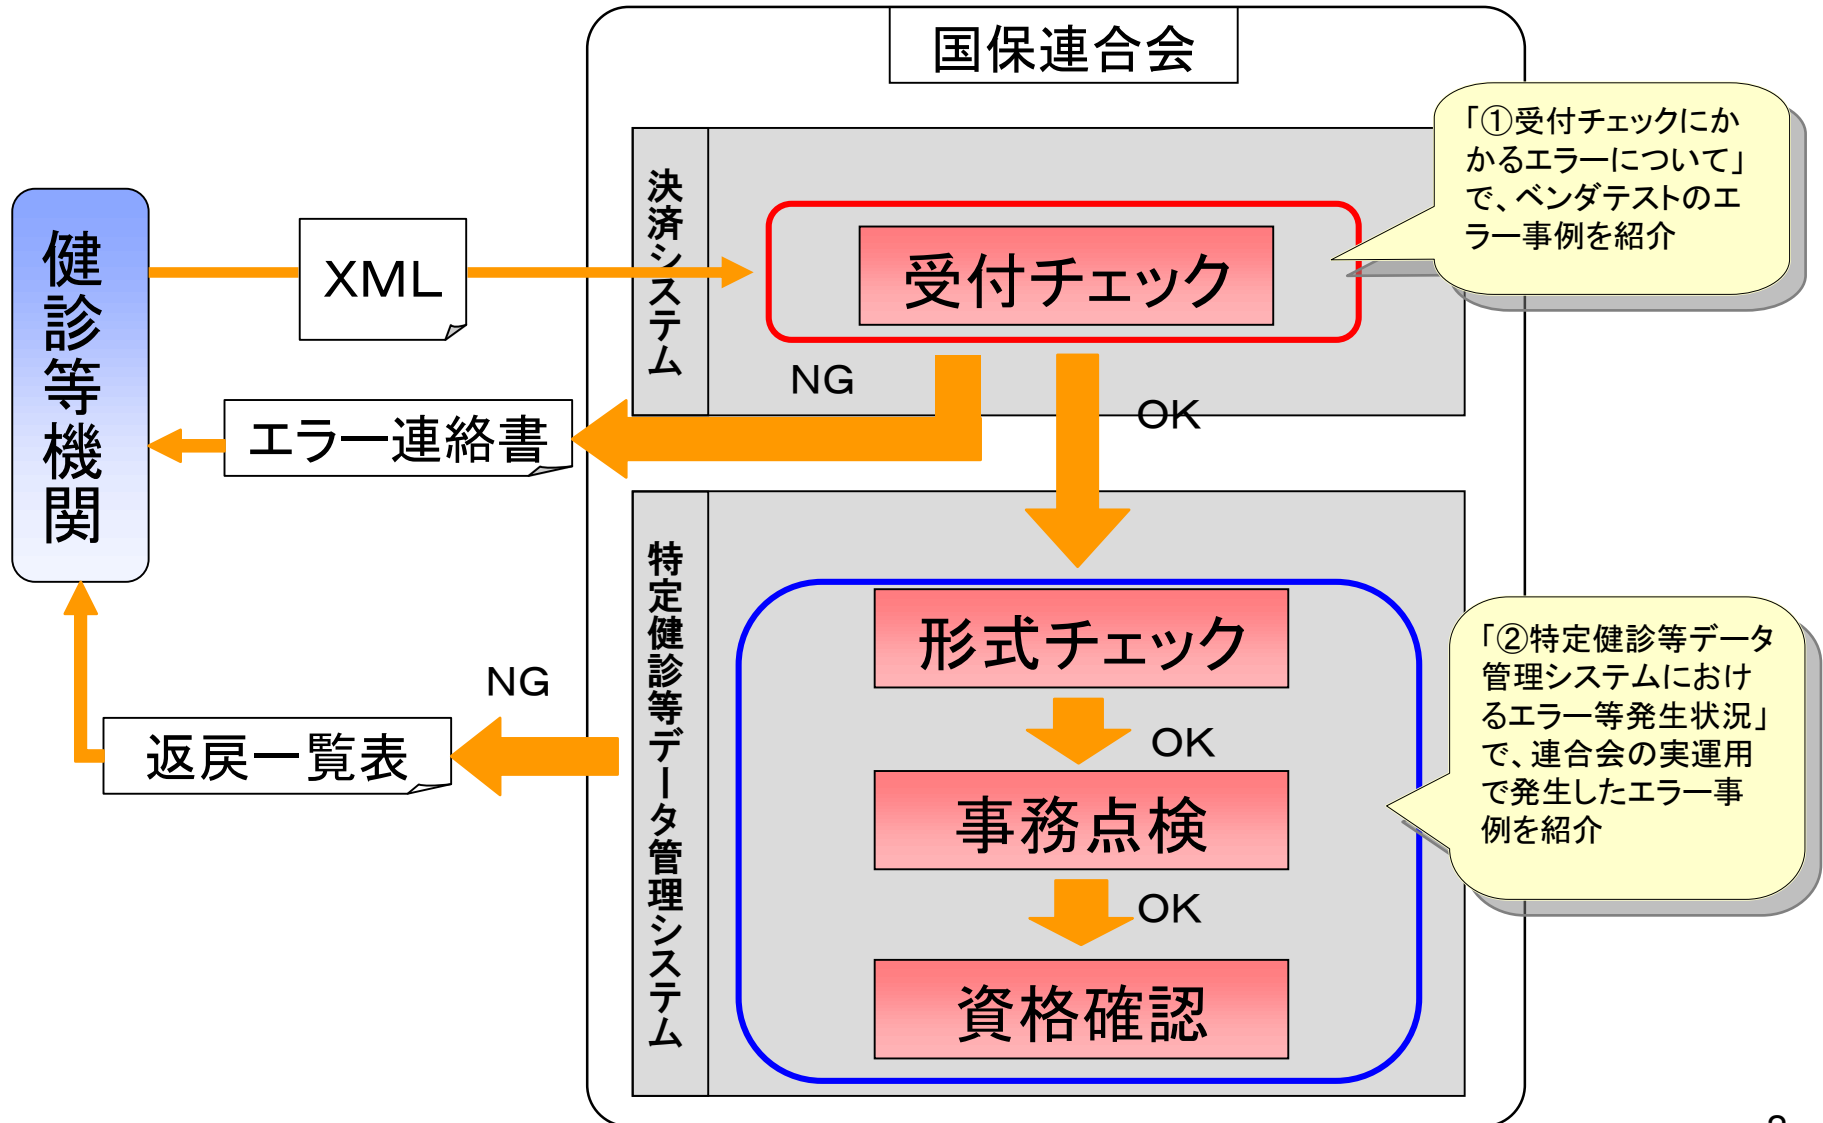 国保連合会
「①受付チェックにか
かるエラーについて」
で、ベンダテストのエ
ラー事例を紹介
決済システム
健診等機関
XML
受付チェック
NG
OK
エラー連絡書
特定健診等データ管理システム
形式チェック
「②特定健診等データ
管理システムにおけ
るエラー等発生状況」
で、連合会の実運用
で発生したエラー事
例を紹介
NG
返戻一覧表
OK
事務点検
OK
資格確認